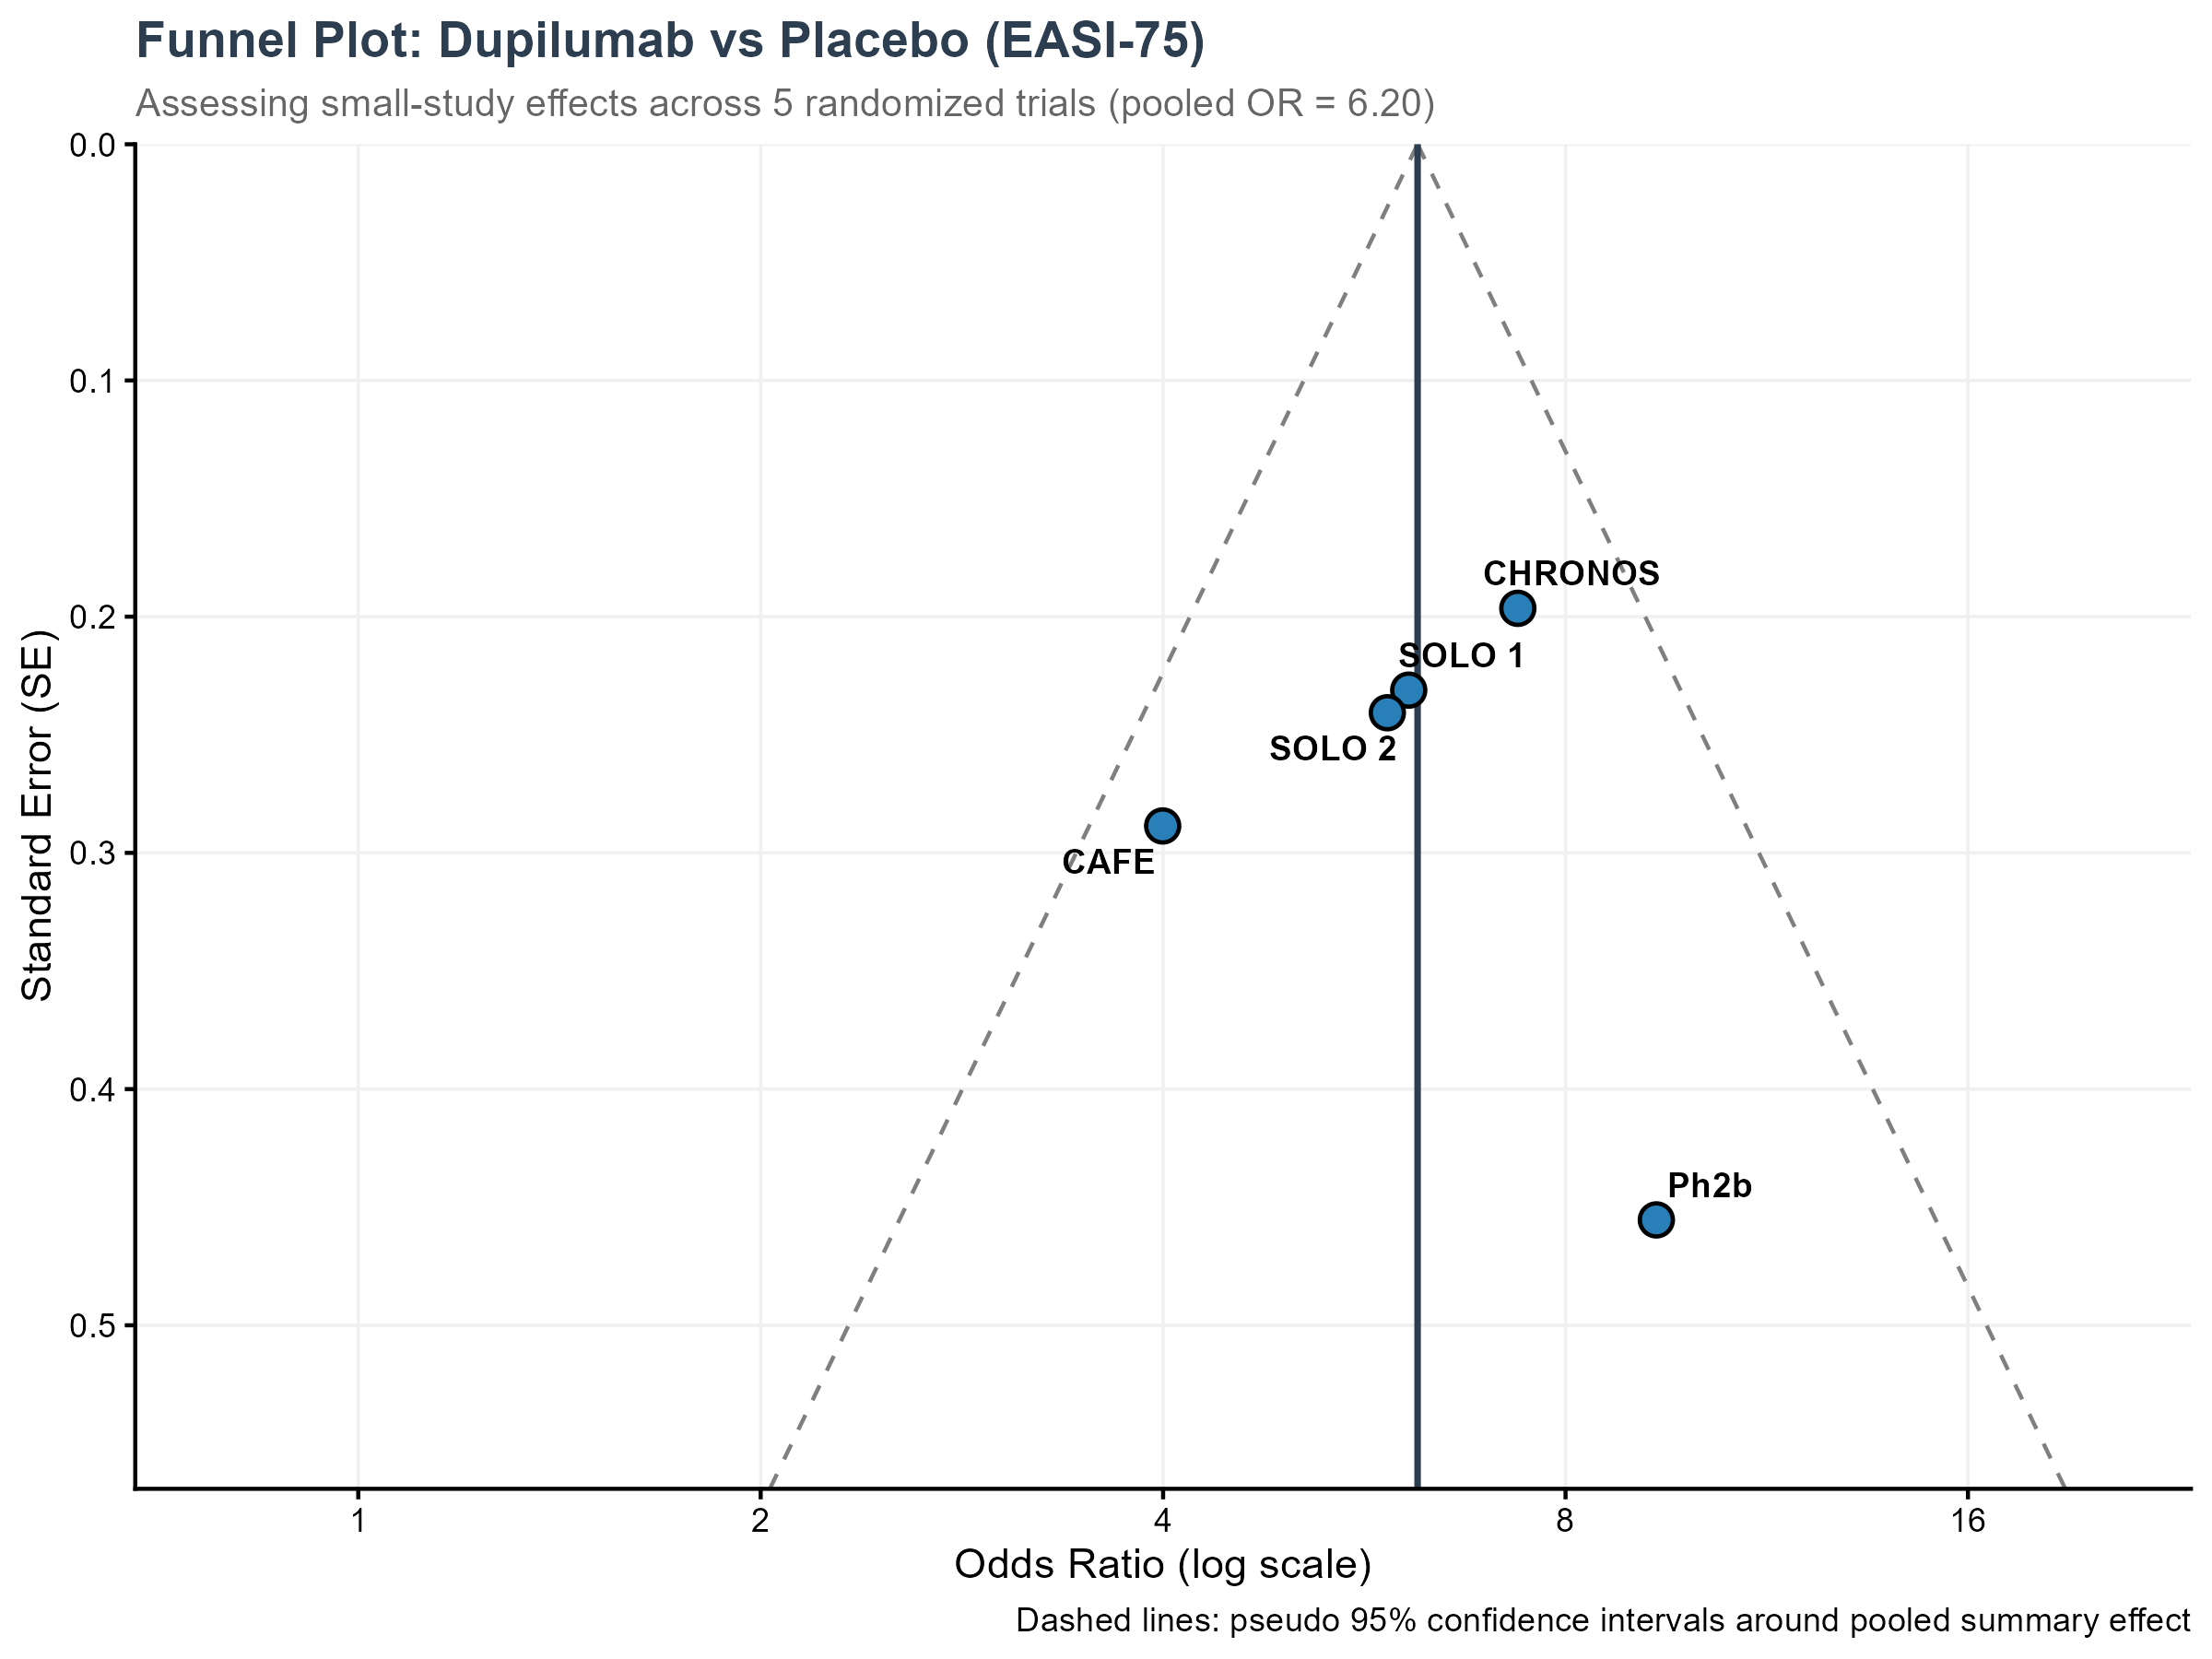 Funnel Plot: Dupilumab vs Placebo (EASI-75)
Assessing small-study effects across 5 randomized trials (pooled OR = 6.20)
0.0
0.1
0.2
0.3
0.4
0.5
Standard Error (SE)
CHRONOS
SOLO 1
SOLO 2
CAFE
Ph2b
1
2
4
8
16
Odds Ratio (log scale)
Dashed lines: pseudo 95% confidence intervals around pooled summary effect